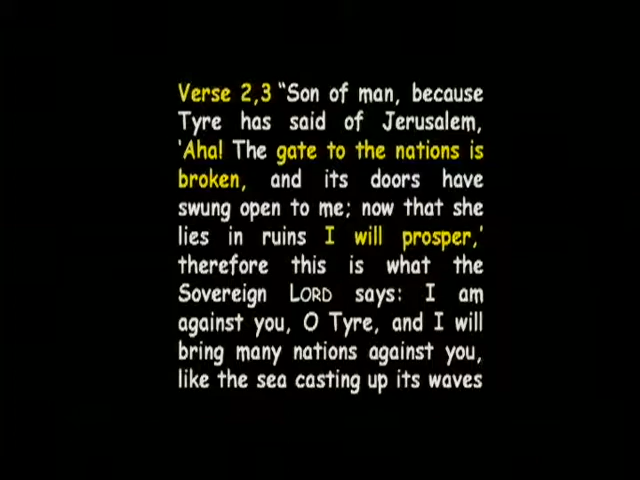 Verse 2,3 “Son of man, because
Tyre has said of Jerusalem,
'Aha! The gate to the nations is
broken, and its doors have
swung open to me; now that she
lies in ruins I will prosper,'
therefore this is what the
Sovereign LORD says: I am
against you, O Tyre, and I will
bring many nations against you,
like the sea casting up its waves